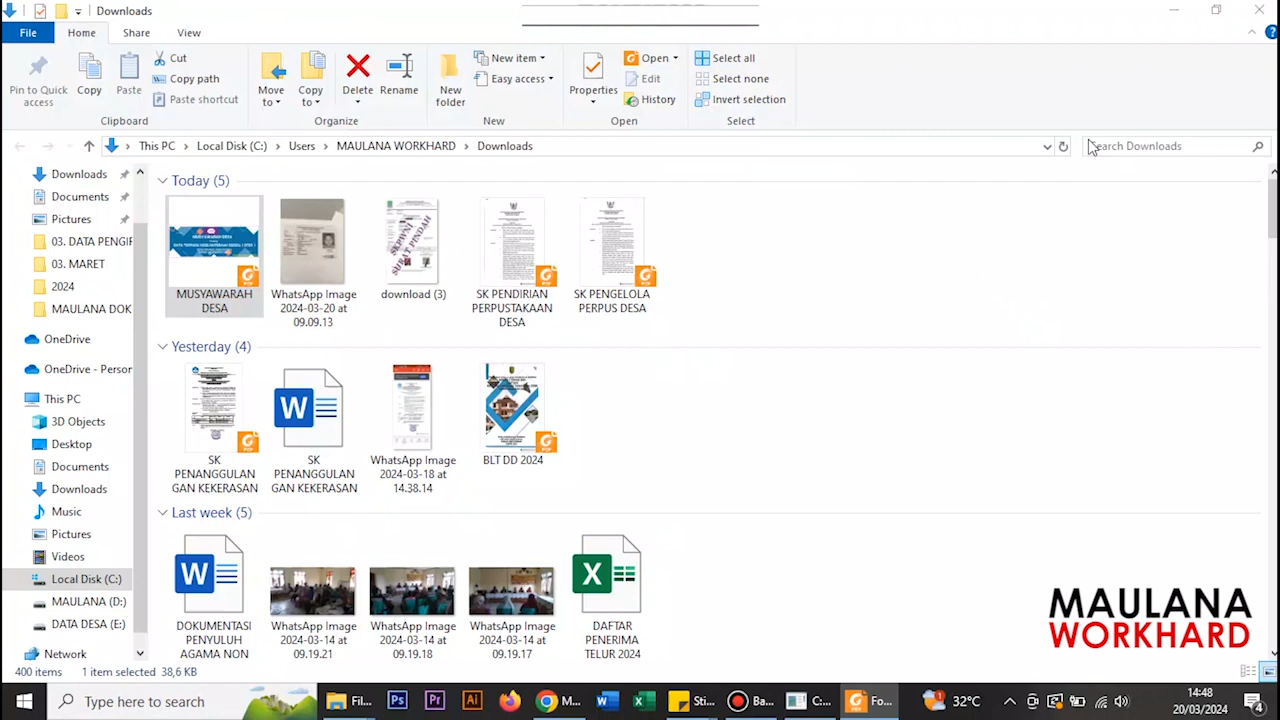 Downloads
File Home Share View
Pin to Quick access
Copy
Paste
Cut
Copy path
Paste shortcut
Clipboard
Move to
Copy to
Delete
Rename
Organize
New folder
New item
Easy access
New
Properties
Open
Edit
History
Open
Select all
Select none
Invert selection
Select
This PC › Local Disk (C:) › Users › MAULANA WORKHARD › Downloads
Search Downloads
Downloads
Documents
Pictures
03. DATA PENGIR
03. MARET
2024
MAULANA DOK
OneDrive
OneDrive - Person
This PC
3D Objects
Desktop
Documents
Downloads
Music
Pictures
Videos
Local Disk (C:)
MAULANA (D:)
DATA DESA (E:)
Network
Today (5)
MUSYAWARAH
DESA
WhatsApp Image
2024-03-20 at
09.09.13
download (3)
SK PENDIRIAN
PERPUSTAKAAN
DESA
SK PENGELOLA
PERPUS DESA
Yesterday (4)
SK
PENANGGULAN
GAN KEKERASAN
SK
PENANGGULAN
GAN KEKERASAN
WhatsApp Image
2024-03-18 at
14.38.14
BLT DD 2024
Last week (5)
DOKUMENTASI
PENYULUH
AGAMA NON
WhatsApp Image
2024-03-14 at
09.19.21
WhatsApp Image
2024-03-14 at
09.19.18
WhatsApp Image
2024-03-14 at
09.19.17
DAFTAR
PENERIMA
TELUR 2024
MAULANA
WORKHARD
400 items 1 item selected 38,6 KB
Type here to search
Fil...
M...
Sti...
Ba...
C:...
Fo...
32°C
14:48
20/03/2024